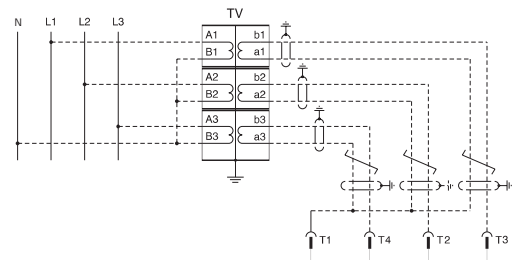 TV
N L1 L2 L3
A1 b1
B1 a1
A2 b2
B2 a2
A3 b3
B3 a3
T1 T4 T2 T3